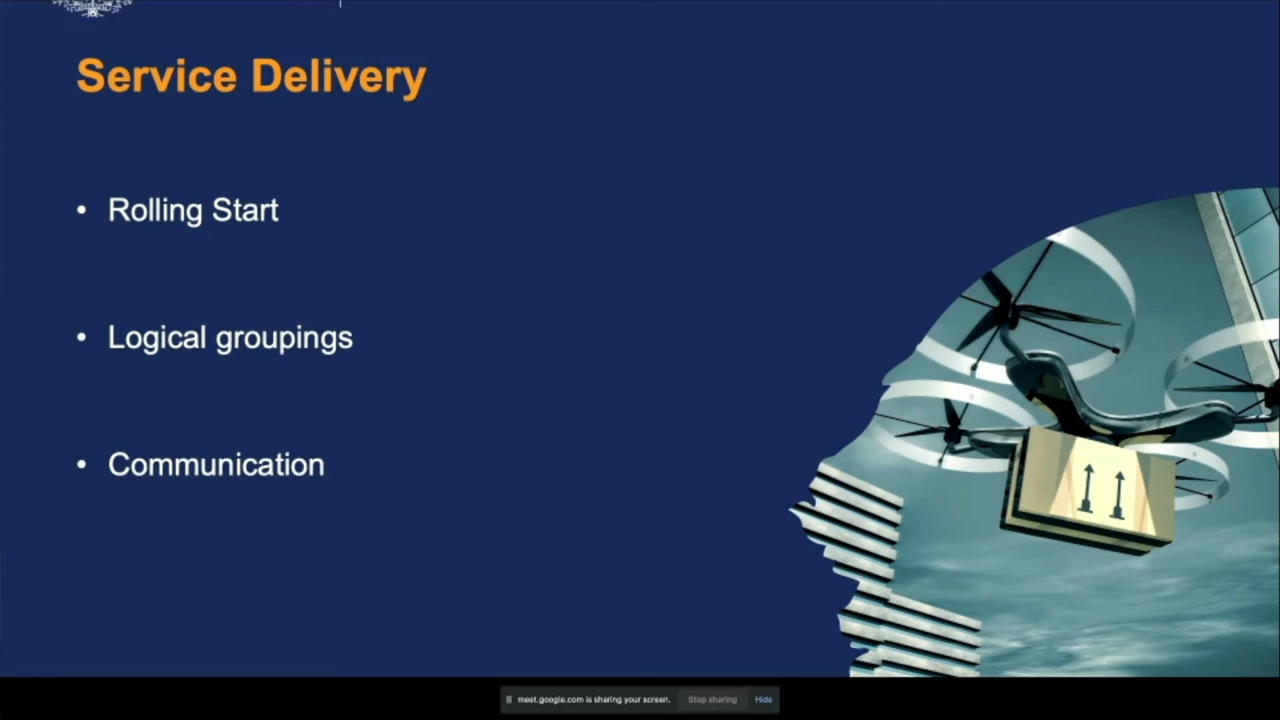 Service Delivery
• Rolling Start
• Logical groupings
• Communication
meet.google.com is sharing your screen. Stop sharing Hide